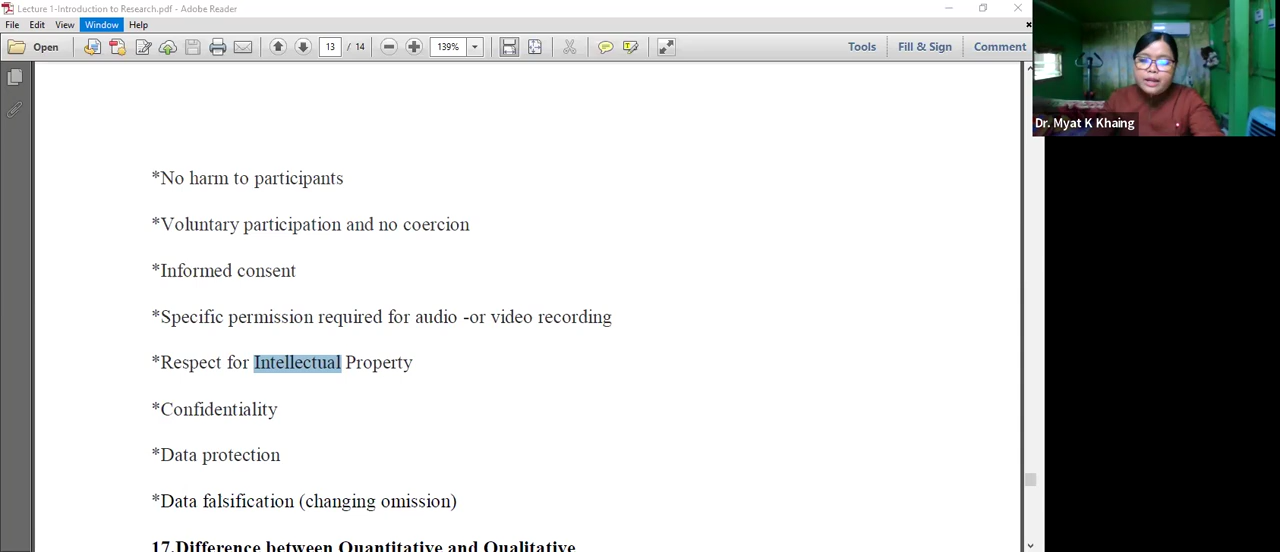 Lecture 1-Introduction to Research.pdf - Adobe Reader
File Edit View Window Help
Open 13 / 14 139% Tools Fill & Sign Comment
Dr. Myat K Khaing
*No harm to participants
*Voluntary participation and no coercion
*Informed consent
*Specific permission required for audio -or video recording
*Respect for Intellectual Property
*Confidentiality
*Data protection
*Data falsification (changing omission)
17.Difference between Quantitative and Qualitative